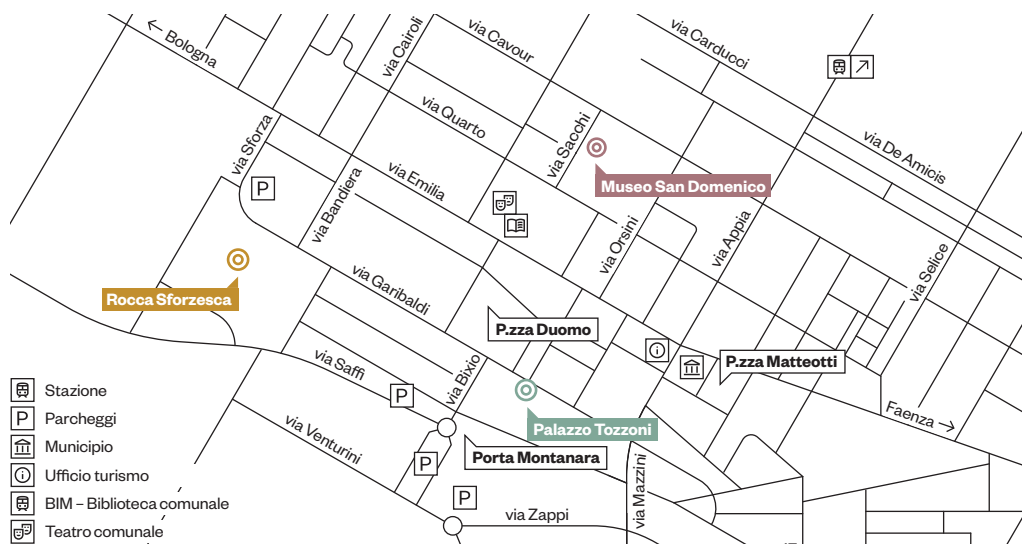 ← Bologna
via Cairoli
via Cavour
via Carducci
via Sforza
via Quarto
via Sacchi
via De Amicis
P
via Bandiera
via Emilia
Museo San Domenico
via Orsini
via Appia
via Selice
Rocca Sforzesca
via Garibaldi
P.zza Duomo
i
P.zza Matteotti
via Saffi
via Bixio
P
Faenza →
via Venturini
Palazzo Tozzoni
P
Porta Montanara
P
via Zappi
via Mazzini
Stazione
P Parcheggi
Municipio
i Ufficio turismo
BIM – Biblioteca comunale
Teatro comunale